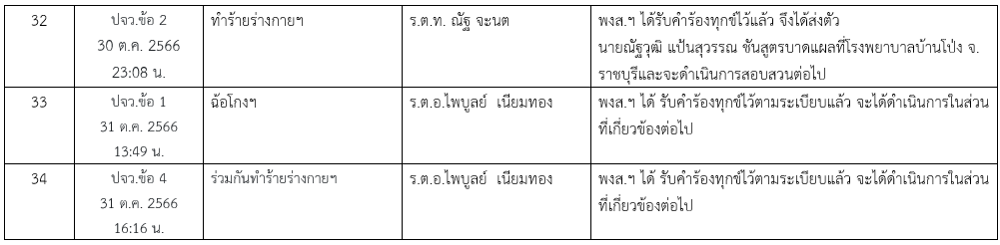 32 ปจว.ข้อ 2 ทำร้ายร่างกายฯ ร.ต.ท. ณัฐ จะนต พงส.ฯ ได้รับคำร้องทุกข์ไว้แล้ว จึงได้ส่งตัว
30 ต.ค. 2566 นายณัฐวุฒิ แป้นสุวรรณ ชันสูตรบาดแผลที่โรงพยาบาลบ้านโป่ง จ.
23:08 น. ราชบุรีและจะดำเนินการสอบสวนต่อไป
33 ปจว.ข้อ 1 ฉ้อโกงฯ ร.ต.อ.ไพบูลย์ เนียมทอง พงส.ฯ ได้ รับคำร้องทุกข์ไว้ตามระเบียบแล้ว จะได้ดำเนินการในส่วน
31 ต.ค. 2566 ที่เกี่ยวข้องต่อไป
13:49 น.
34 ปจว.ข้อ 4 ร่วมกันทำร้ายร่างกายฯ ร.ต.อ.ไพบูลย์ เนียมทอง พงส.ฯ ได้ รับคำร้องทุกข์ไว้ตามระเบียบแล้ว จะได้ดำเนินการในส่วน
31 ต.ค. 2566 ที่เกี่ยวข้องต่อไป
16:16 น.